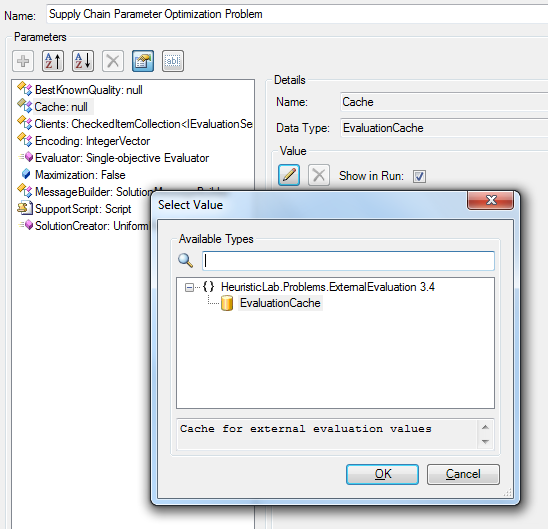 Name: Supply Chain Parameter Optimization Problem
Parameters
A Z
Z A
abl
BestKnownQuality: null
Cache: null
Clients: CheckedItemCollection<IEvaluationSe
Encoding: IntegerVector
Evaluator: Single-objective Evaluator
Maximization: False
MessageBuilder:
SupportScript: Script
SolutionCreator: Uniform
Details
Name: Cache
Data Type: EvaluationCache
Value
Show in Run:
Select Value
Available Types
{} HeuristicLab.Problems.ExternalEvaluation 3.4
EvaluationCache
Cache for external evaluation values
OK Cancel